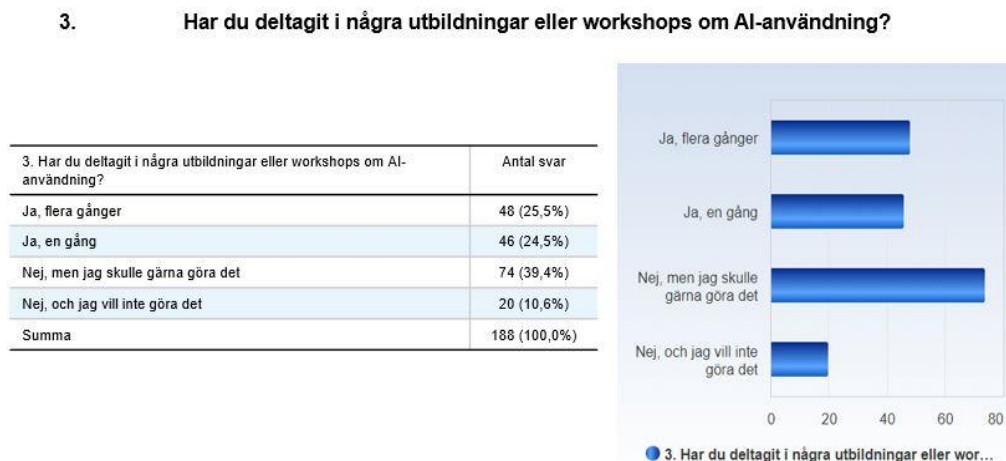 3. Har du deltagit i några utbildningar eller workshops om AI-användning?
3. Har du deltagit i några utbildningar eller workshops om AI-
användning?
Antal svar
Ja, flera gånger 48 (25,5%)
Ja, en gång 46 (24,5%)
Nej, men jag skulle gärna göra det 74 (39,4%)
Nej, och jag vill inte göra det 20 (10,6%)
Summa 188 (100,0%)
Ja, flera gånger
Ja, en gång
Nej, men jag skulle
gärna göra det
Nej, och jag vill inte
göra det
0 20 40 60 80
3. Har du deltagit i några utbildningar eller wor...